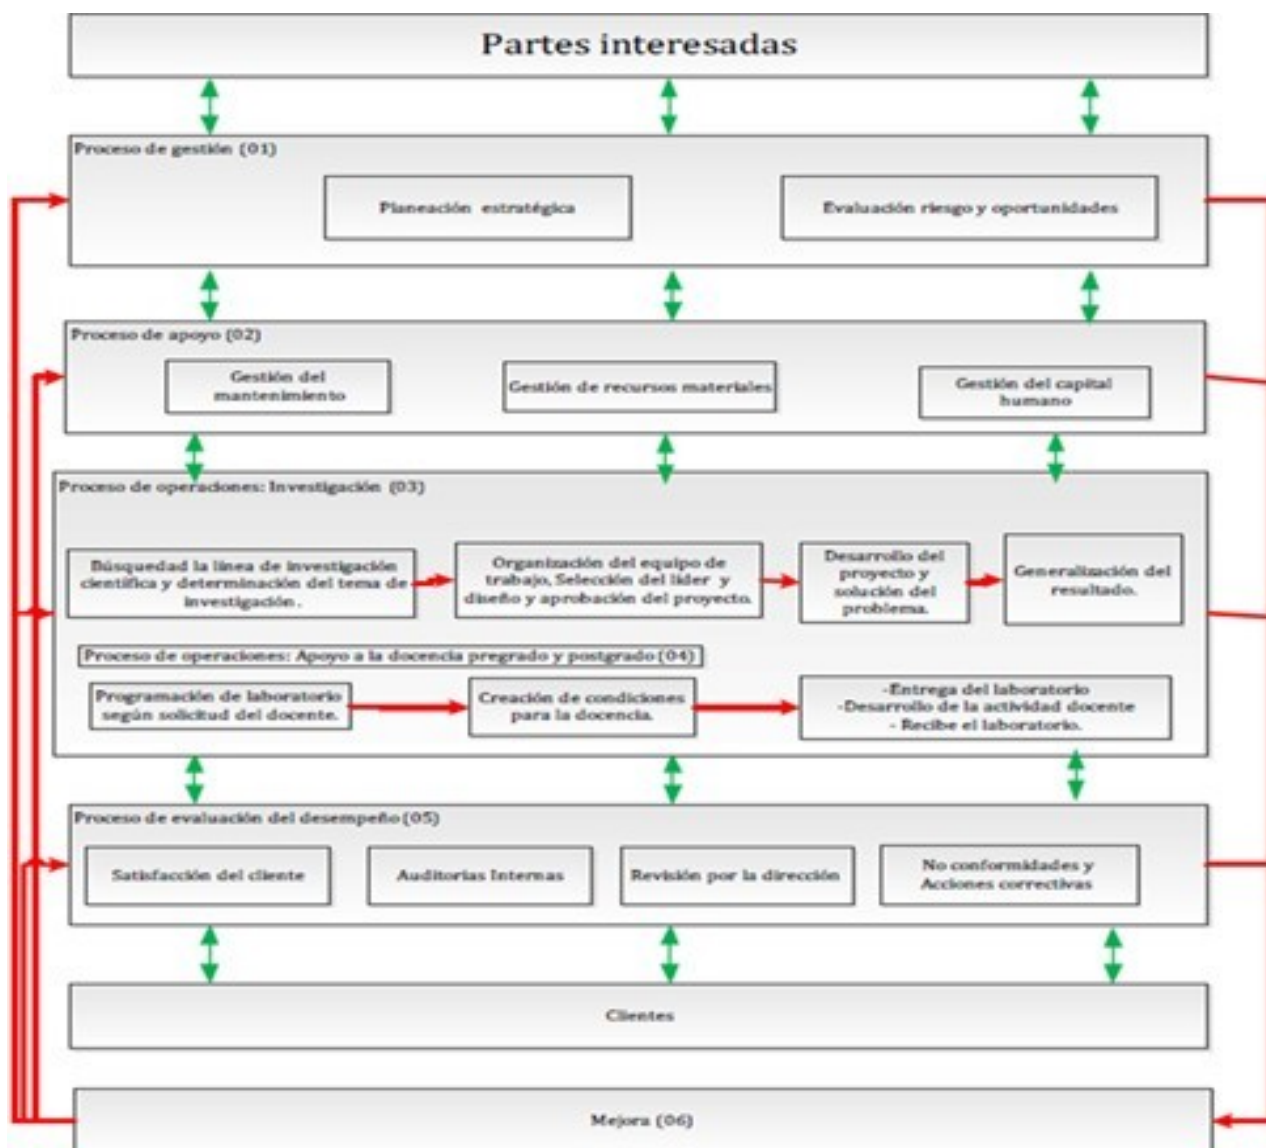 Partes interesadas
Proceso de gestión (01)
Planeación estratégica
Evaluación riesgo y oportunidades
Proceso de apoyo (02)
Gestión del
mantenimiento
Gestión de recursos materiales
Gestión del capital
humano
Proceso de operaciones: Investigación (03)
Búsquedad la línea de investigación
científica y determinación del tema de
investigación .
Organización del equipo de
trabajo, Selección del líder y
diseño y aprobación del proyecto.
Desarrollo del
proyecto y
solución del
problema.
Generalización del
resultado.
Proceso de operaciones: Apoyo a la docencia pregrado y postgrado (04)
Programación de laboratorio
según solicitud del docente.
Creación de condiciones
para la docencia.
-Entrega del laboratorio
-Desarrollo de la actividad docente
- Recibe el laboratorio.
Proceso de evaluación del desempeño (05)
Satisfacción del cliente
Auditorias Internas
Revisión por la dirección
No conformidades y
Acciones correctivas
Clientes
Mejora (06)